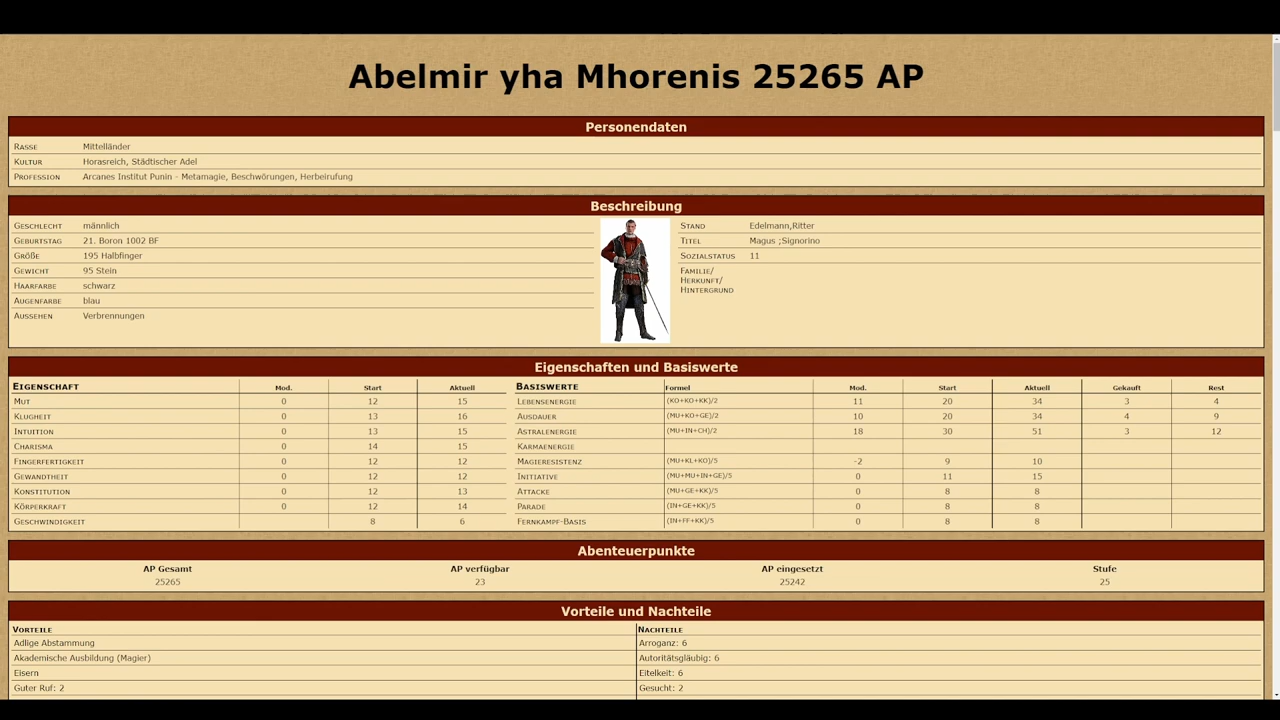 Abelmir yha Mhorenis 25265 AP
Personendaten
Rasse Mittelländer
Kultur Horasreich, Städtischer Adel
Profession Arcanes Institut Punin - Metamagie, Beschwörungen, Herbeirufung
Beschreibung
Geschlecht männlich
Geburtstag 21. Boron 1002 BF
Größe 195 Halbfinger
Gewicht 95 Stein
Haarfarbe schwarz
Augenfarbe blau
Aussehen Verbrennungen
Stand Edelmann,Ritter
Titel Magus ;Signorino
Sozialstatus 11
Familie/
Herkunft/
Hintergrund
Eigenschaften und Basiswerte
Eigenschaft Mod. Start Aktuell
Mut 0 12 15
Klugheit 0 13 16
Intuition 0 13 15
Charisma 0 14 15
Fingerfertigkeit 0 12 12
Gewandtheit 0 12 12
Konstitution 0 12 13
Körperkraft 0 12 14
Geschwindigkeit 8 6
Basiswerte Formel Mod. Start Aktuell Gekauft Rest
Lebensenergie (KO+KO+KK)/2 11 20 34 3 4
Ausdauer (MU+KO+GE)/2 10 20 34 4 9
Astralenergie (MU+IN+CH)/2 18 30 51 3 12
Karmaenergie
Magieresistenz (MU+KL+KO)/5 -2 9 10
Initiative (MU+MU+IN+GE)/5 0 11 15
Attacke (MU+GE+KK)/5 0 8 8
Parade (IN+GE+KK)/5 0 8 8
Fernkampf-Basis (IN+FF+KK)/5 0 8 8
Abenteuerpunkte
AP Gesamt AP verfügbar AP eingesetzt Stufe
25265 23 25242 25
Vorteile und Nachteile
Vorteile
Adlige Abstammung
Akademische Ausbildung (Magier)
Eisern
Guter Ruf: 2
Nachteile
Arroganz: 6
Autoritätsgläubig: 6
Eitelkeit: 6
Gesucht: 2